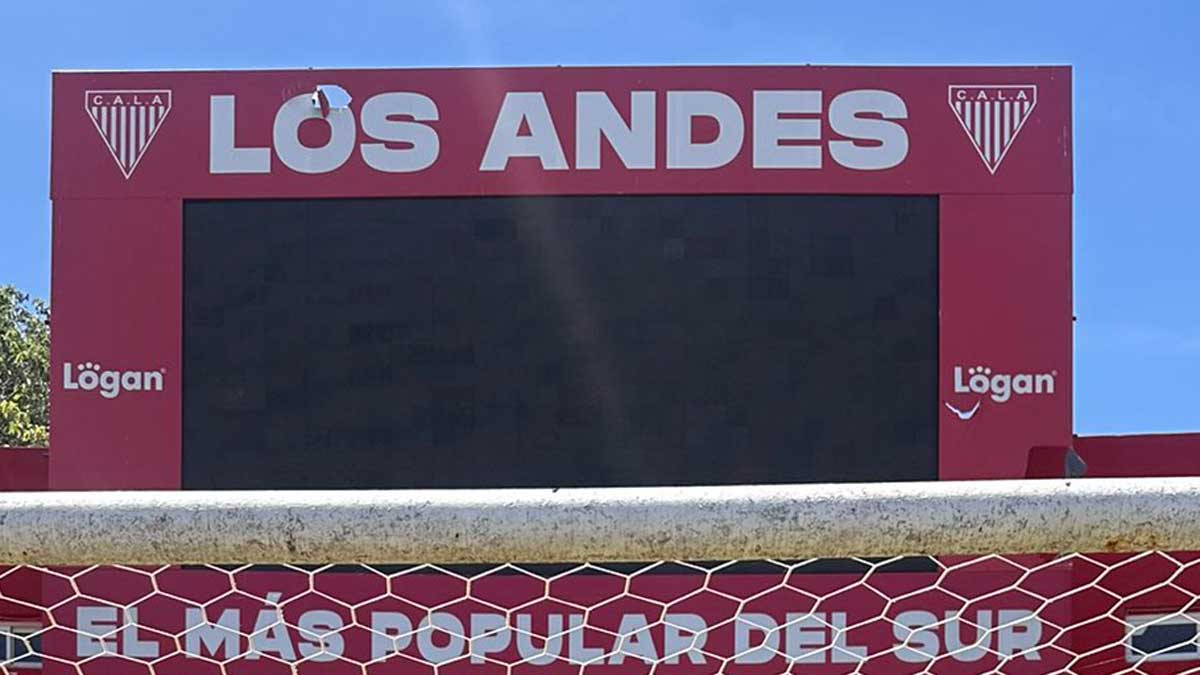 C.A.L.A
LOS ANDES
C.A.L.A
Lögan
Lögan
EL MÁS POPULAR DEL SUR